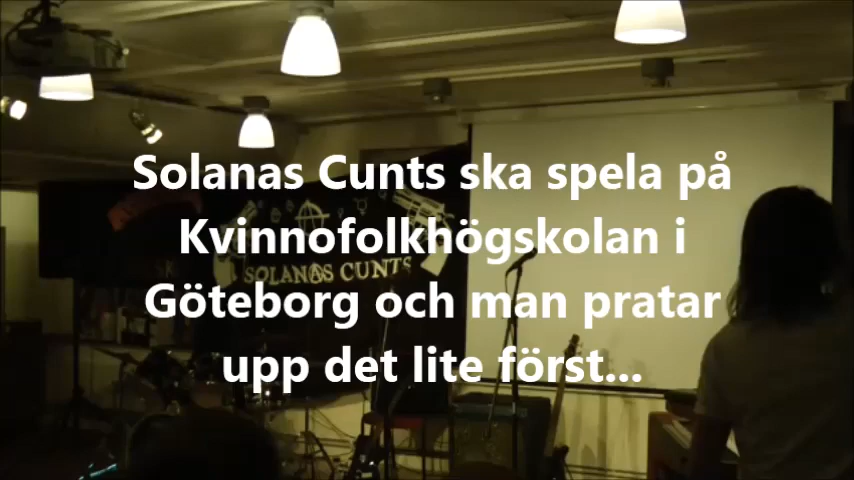 Solanas Cunts ska spela på
Kvinnofolkhögskolan i
Göteborg och man pratar
upp det lite först...
SOLANAS CUNTS